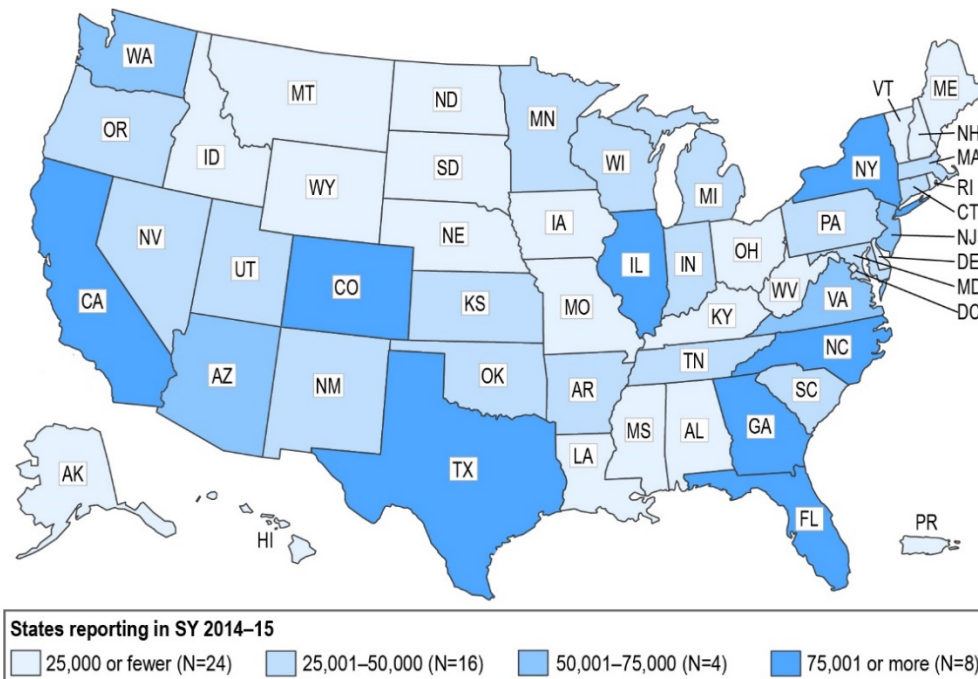 WA
OR
CA
NV
ID
MT
WY
UT
AZ
CO
NM
ND
SD
NE
KS
OK
TX
MN
IA
MO
AR
LA
WI
IL
MI
IN
OH
KY
TN
MS
AL
GA
FL
SC
NC
VA
WV
PA
NY
VT
ME
NH
MA
RI
CT
NJ
DE
MD
DC
AK
HI
PR
States reporting in SY 2014–15
25,000 or fewer (N=24) 25,001–50,000 (N=16) 50,001–75,000 (N=4) 75,001 or more (N=8)